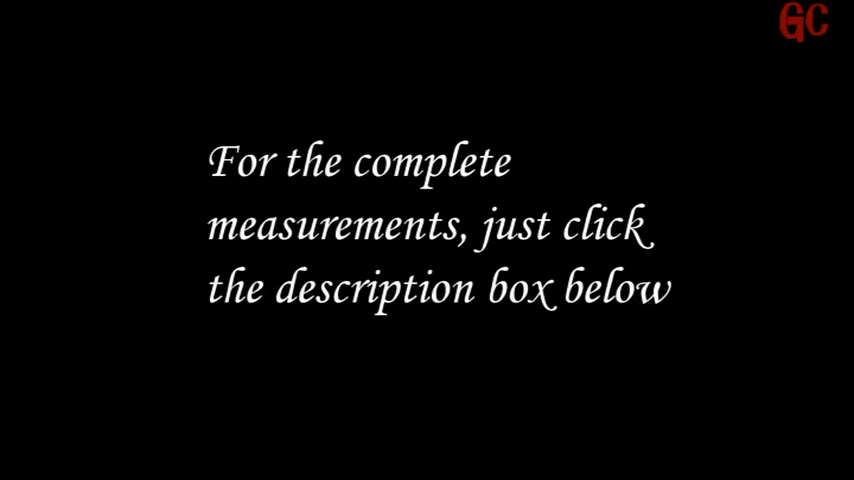 GC
For the complete
measurements, just click
the description box below